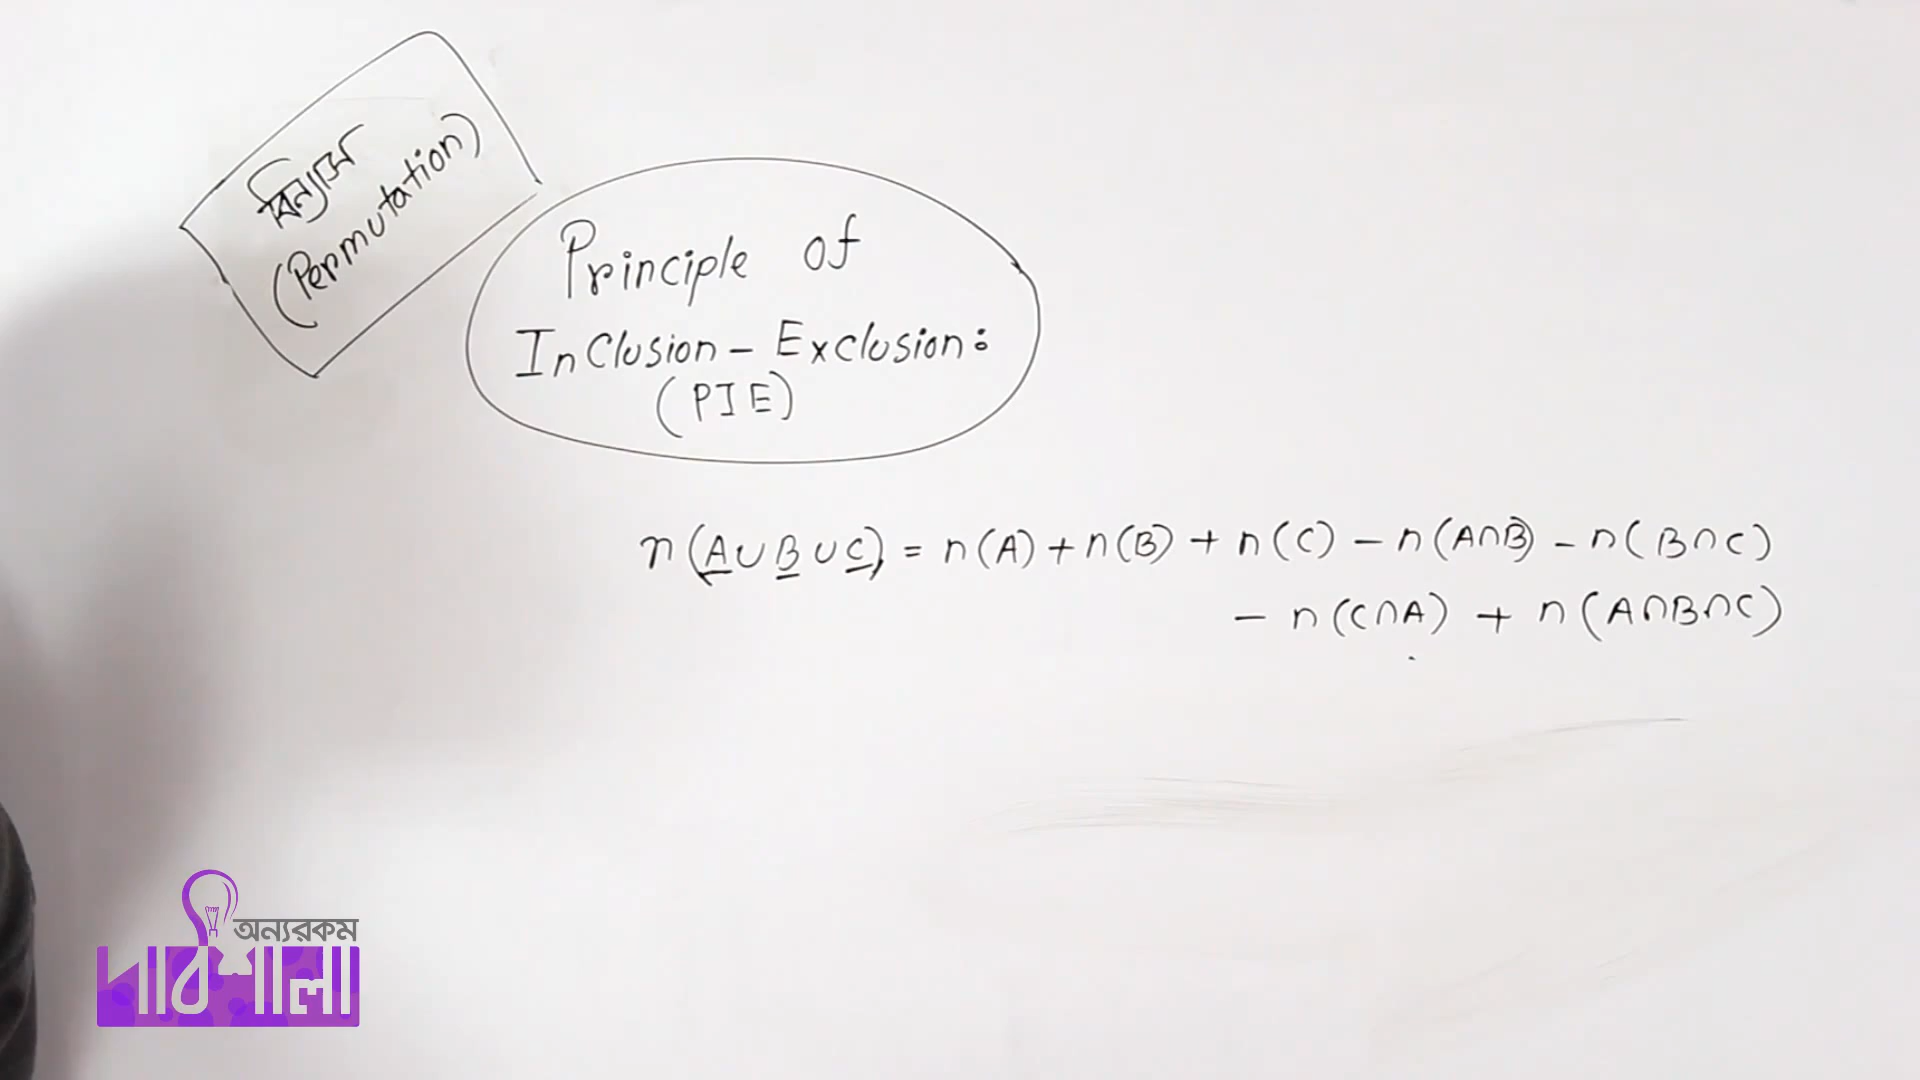 বিন্যাস
(Permutation)
Principle of
Inclusion - Exclusion:
(PIE)
n(A∪B∪C) = n(A) + n(B) + n(C) - n(A∩B) - n(B∩C)
- n(C∩A) + n(A∩B∩C)
অন্যরকম
পাঠশালা